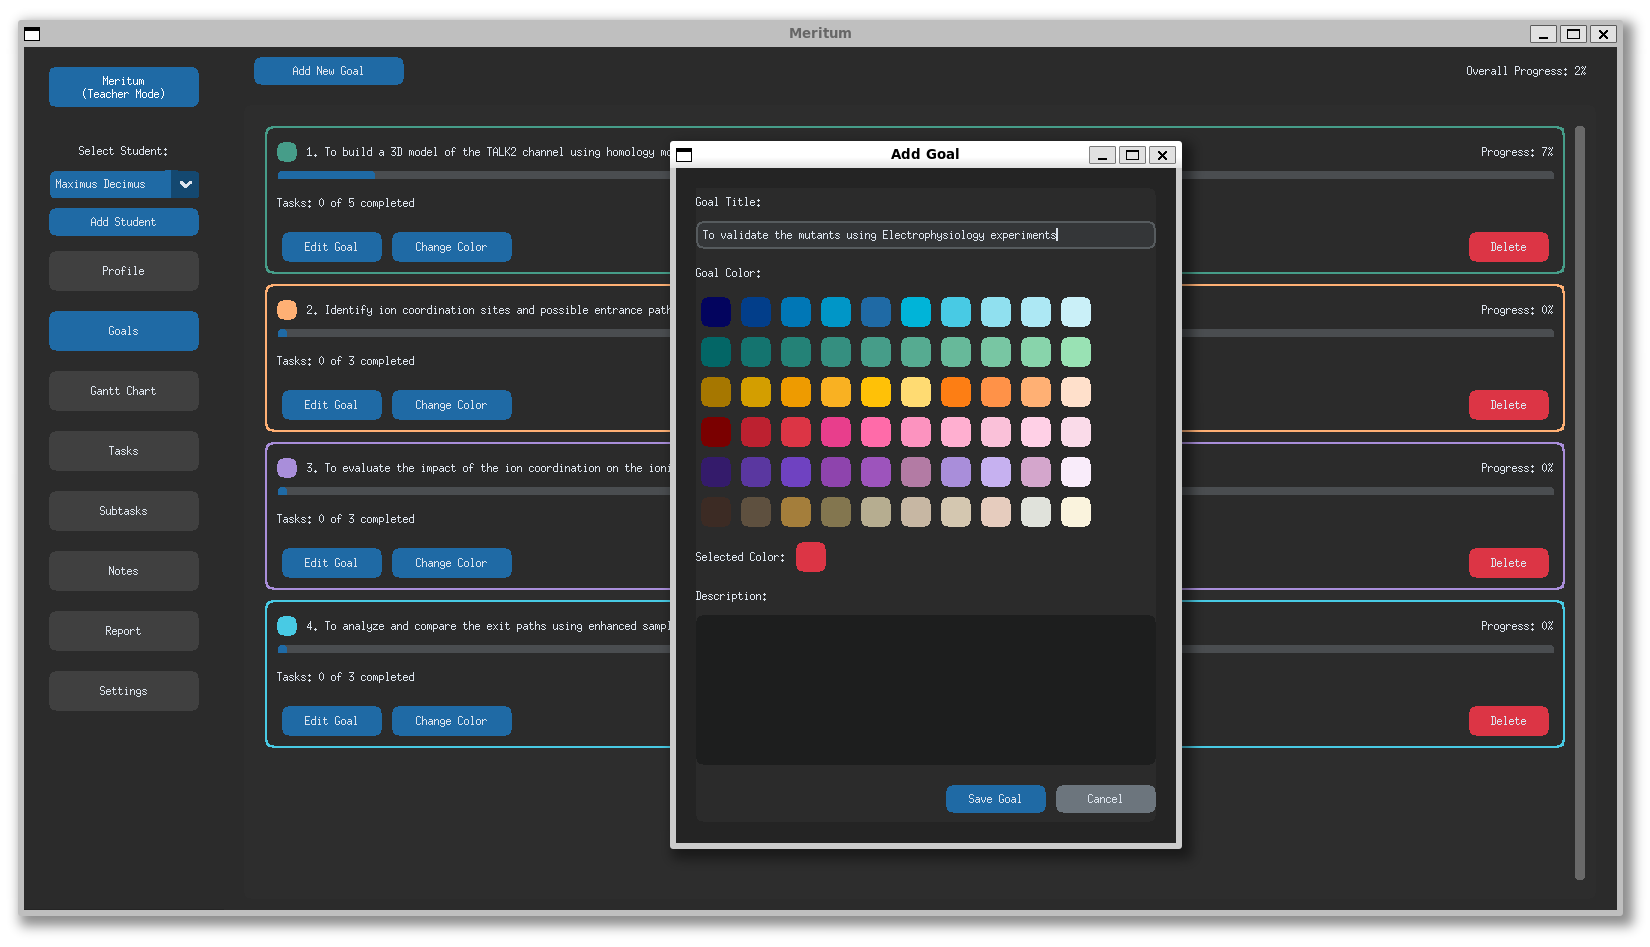 Meritum
Meritum
(Teacher Mode)
Select Student:
Maximus Decimus
Add Student
Profile
Goals
Gantt Chart
Tasks
Subtasks
Notes
Report
Settings
Add New Goal
Overall Progress: 2%
1. To build a 3D model of the TALK2 channel using homology
Progress: 7%
Tasks: 0 of 5 completed
Edit Goal
Change Color
Delete
2. Identify ion coordination sites and possible entrance
Progress: 0%
Tasks: 0 of 3 completed
Edit Goal
Change Color
Delete
3. To evaluate the impact of the ion coordination on the
Progress: 0%
Tasks: 0 of 3 completed
Edit Goal
Change Color
Delete
4. To analyze and compare the exit paths using enhanced
Progress: 0%
Tasks: 0 of 3 completed
Edit Goal
Change Color
Delete
Add Goal
Goal Title:
To validate the mutants using Electrophysiology experiments
Goal Color:
Selected Color:
Description:
Save Goal
Cancel